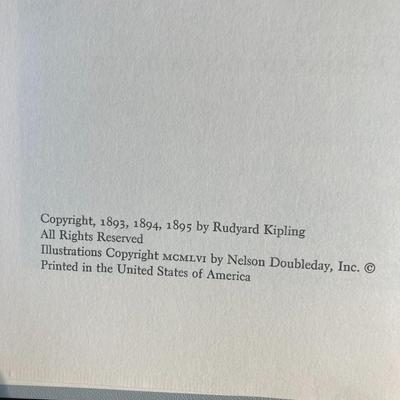 Copyright, 1893, 1894, 1895 by Rudyard Kipling
All Rights Reserved
Illustrations Copyright MCMLVI by Nelson Doubleday, Inc. ©
Printed in the United States of America